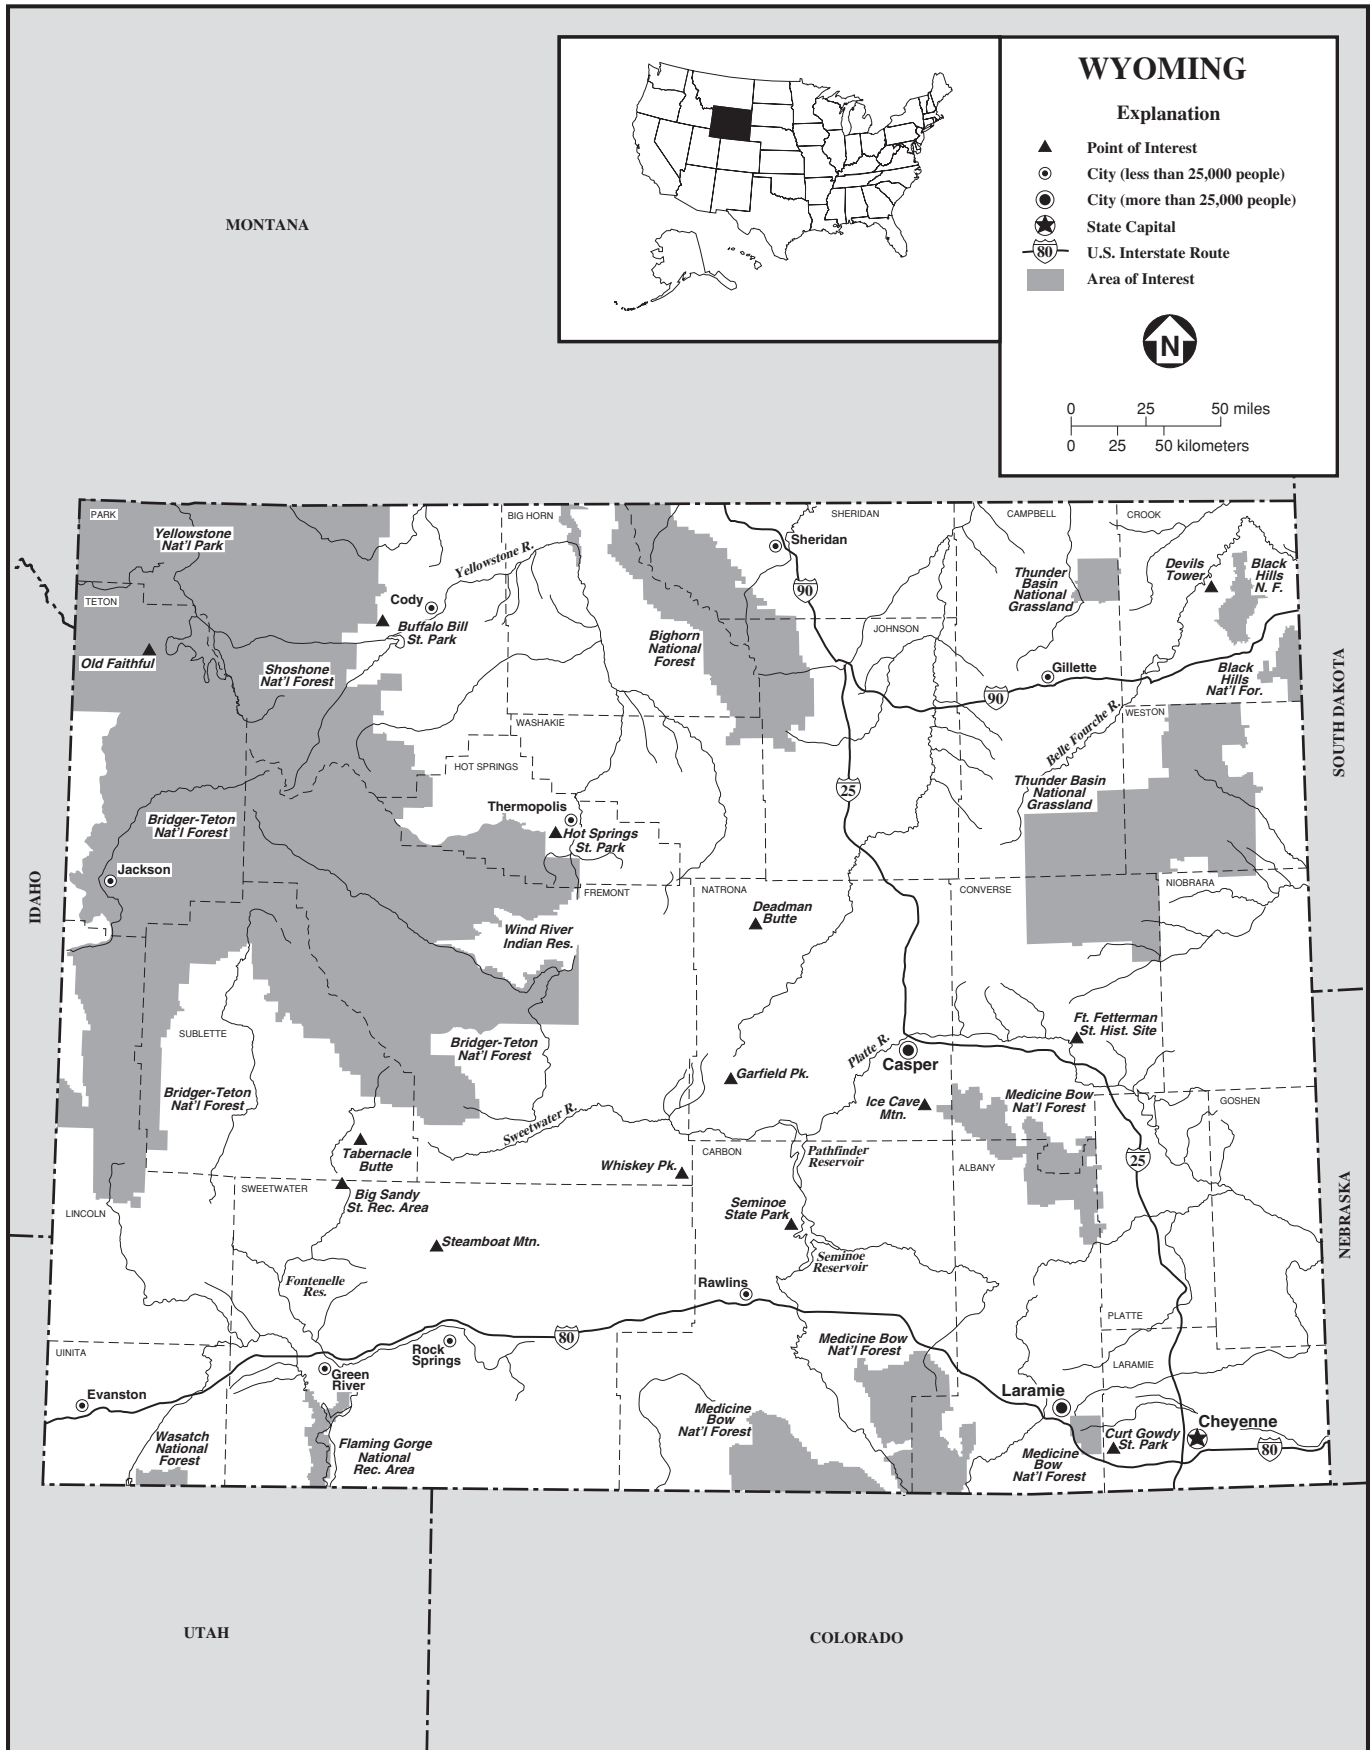 WYOMING
Explanation
Point of Interest
City (less than 25,000 people)
City (more than 25,000 people)
State Capital
80
U.S. Interstate Route
Area of Interest
N
0 25 50 miles
0 25 50 kilometers
MONTANA
PARK
BIG HORN
SHERIDAN
CAMPBELL
CROOK
Yellowstone
Nat'l Park
Sheridan
Yellowstone R.
Thunder
Basin
National
Grassland
Devils
Tower
Black
Hills
N. F.
90
TETON
Cody
Buffalo Bill
St. Park
Bighorn
National
Forest
JOHNSON
Old Faithful
Shoshone
Nat'l Forest
Gillette
Black
Hills
Nat'l For.
90
SOUTH DAKOTA
WASHAKIE
WESTON
Belle Fourche R.
HOT SPRINGS
25
Thunder Basin
National
Grassland
Thermopolis
Hot Springs
St. Park
Bridger-Teton
Nat'l Forest
Jackson
IDAHO
FREMONT
NATRONA
CONVERSE
NIOBRARA
Deadman
Butte
Wind River
Indian Res.
SUBLETTE
Ft. Fetterman
St. Hist. Site
Bridger-Teton
Nat'l Forest
Platte R.
Casper
Garfield Pk.
Bridger-Teton
Nat'l Forest
Ice Cave
Mtn.
Medicine Bow
Nat'l Forest
GOSHEN
Sweetwater R.
Tabernacle
Butte
Whiskey Pk.
CARBON
Pathfinder
Reservoir
ALBANY
25
SWEETWATER
Big Sandy
St. Rec. Area
Seminoe
State Park
NEBRASKA
LINCOLN
Steamboat Mtn.
Seminoe
Reservoir
Fontenelle
Res.
Rawlins
PLATTE
80
UINITA
Rock
Springs
Medicine Bow
Nat'l Forest
LARAMIE
Green
River
Evanston
Laramie
Medicine
Bow
Nat'l Forest
Cheyenne
Curt Gowdy
St. Park
80
Wasatch
National
Forest
Flaming Gorge
National
Rec. Area
Medicine
Bow
Nat'l Forest
UTAH
COLORADO